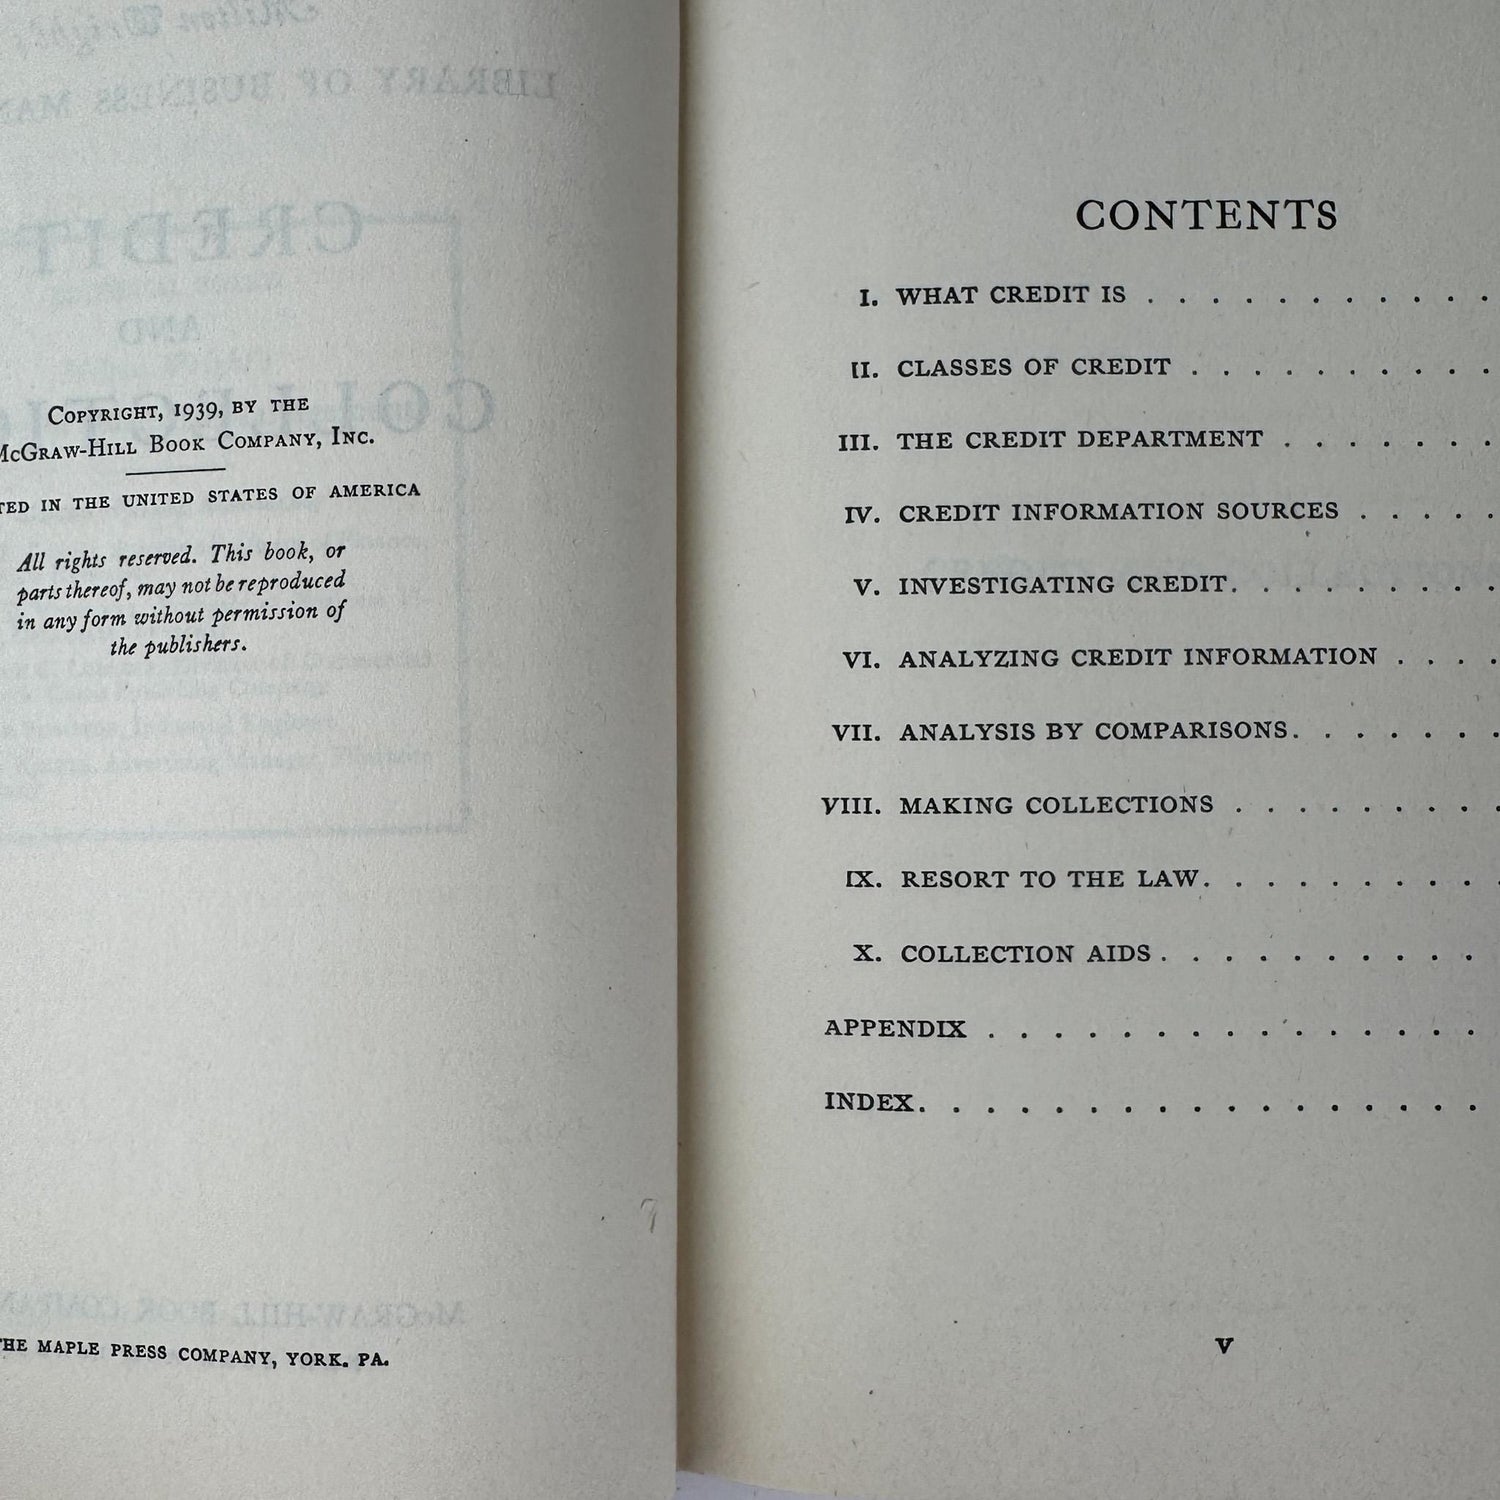 COPYRIGHT, 1939, BY THE
McGRAW-HILL BOOK COMPANY, INC.
TED IN THE UNITED STATES OF AMERICA
All rights reserved. This book, or
parts thereof, may not be reproduced
in any form without permission of
the publishers.
THE MAPLE PRESS COMPANY, YORK, PA.
CONTENTS
I. WHAT CREDIT IS . . . . . . . . . . .
II. CLASSES OF CREDIT . . . . . . . . . .
III. THE CREDIT DEPARTMENT . . . . . . .
IV. CREDIT INFORMATION SOURCES . . . . .
V. INVESTIGATING CREDIT. . . . . . . . .
VI. ANALYZING CREDIT INFORMATION . . . .
VII. ANALYSIS BY COMPARISONS. . . . . . .
VIII. MAKING COLLECTIONS . . . . . . . . .
IX. RESORT TO THE LAW. . . . . . . . . .
X. COLLECTION AIDS . . . . . . . . . .
APPENDIX . . . . . . . . . . . . . . .
INDEX. . . . . . . . . . . . . . . . .
v